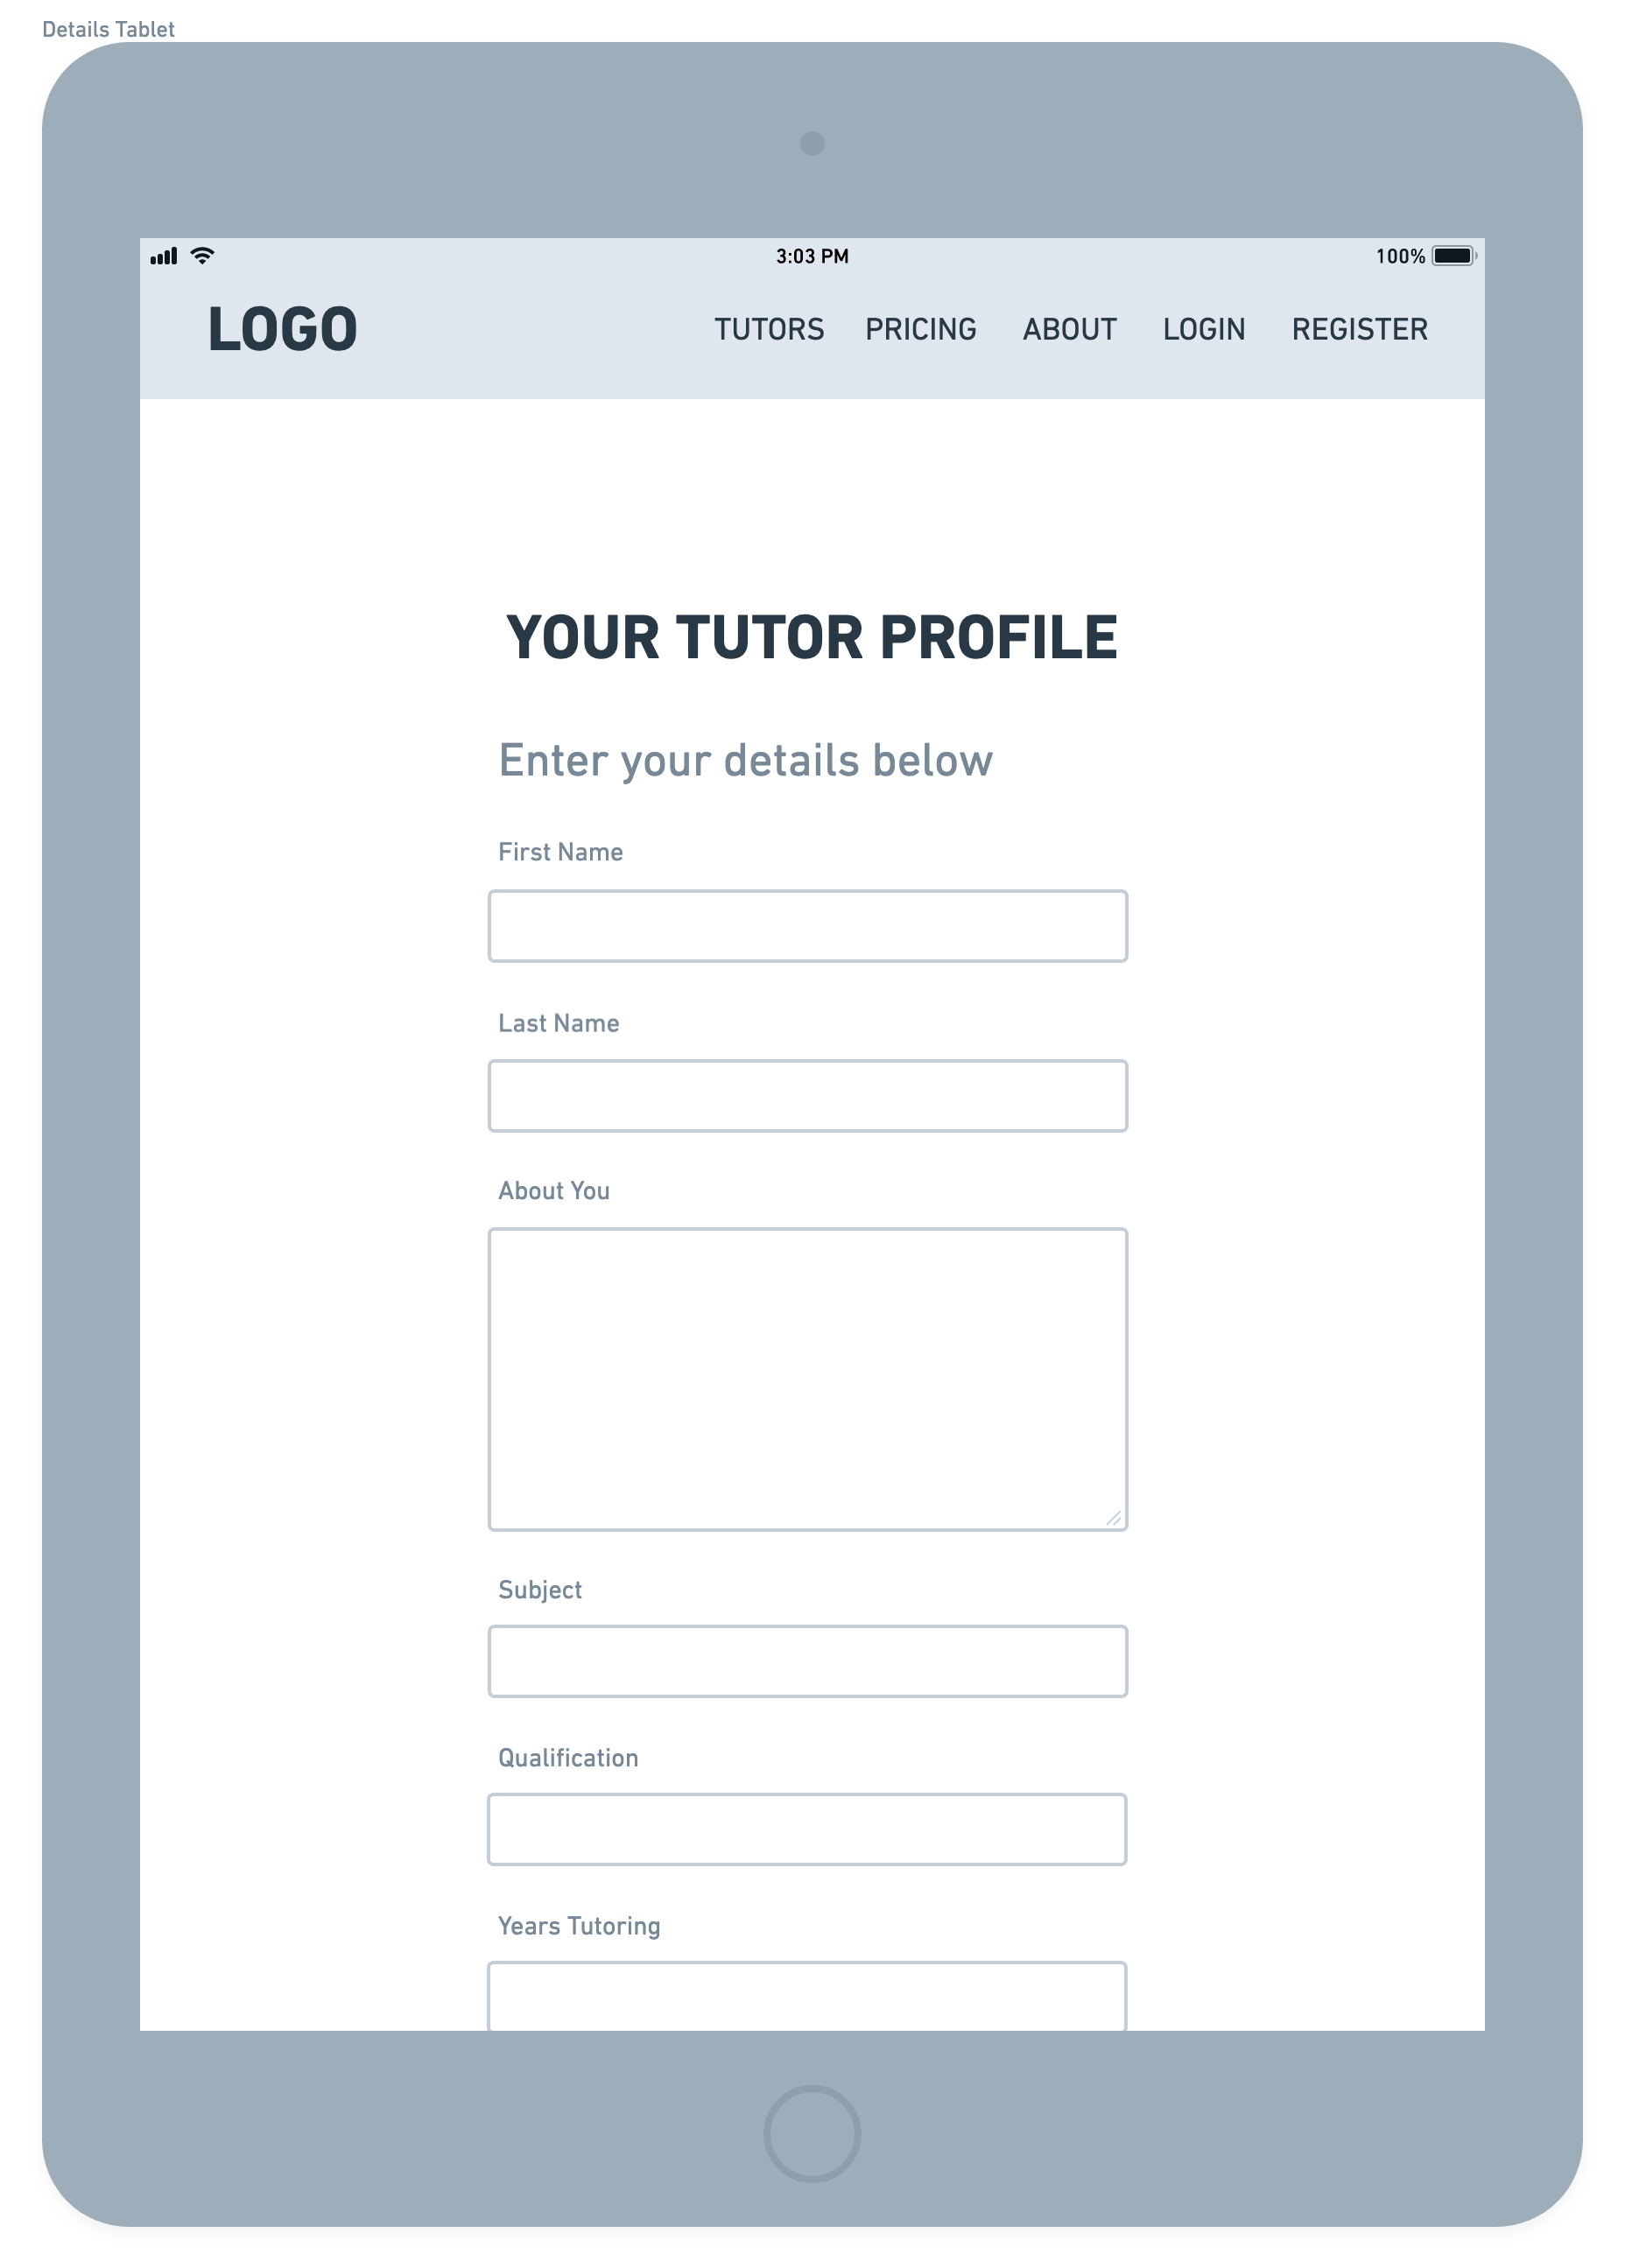 Details Tablet
3:03 PM
100%
LOGO
TUTORS PRICING ABOUT LOGIN REGISTER
YOUR TUTOR PROFILE
Enter your details below
First Name
Last Name
About You
Subject
Qualification
Years Tutoring